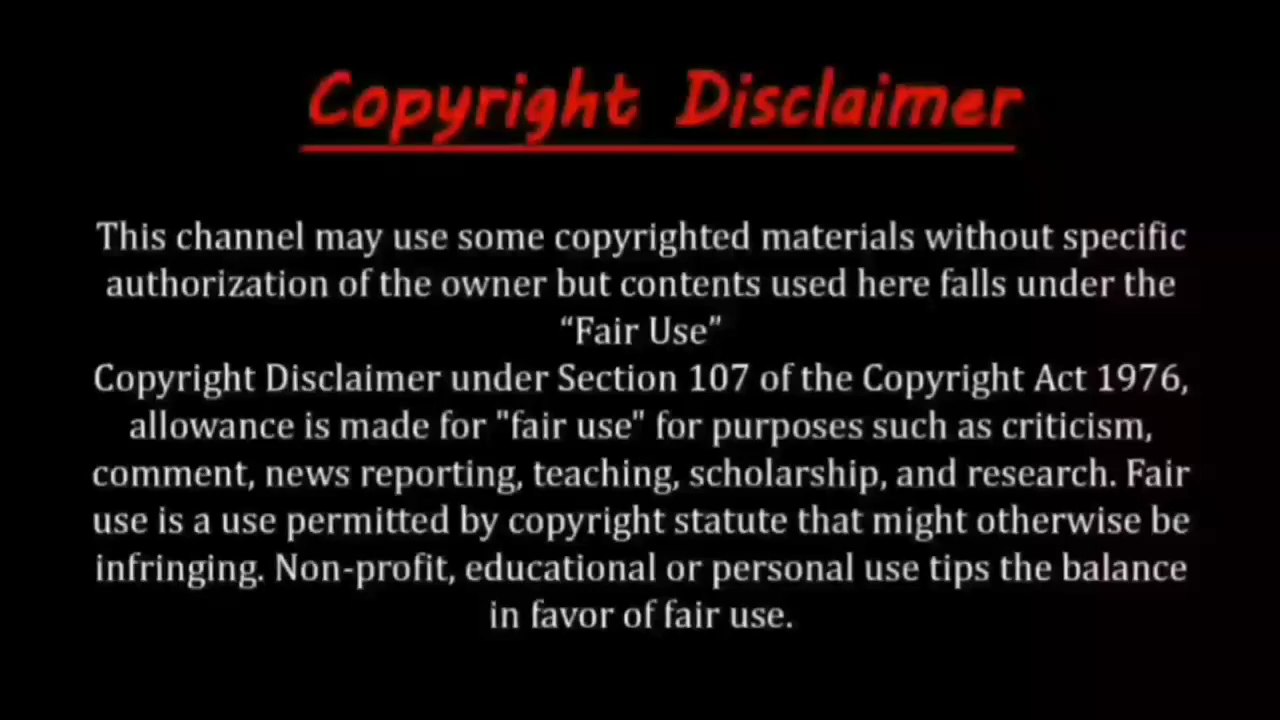 Copyright Disclaimer
This channel may use some copyrighted materials without specific
authorization of the owner but contents used here falls under the
“Fair Use”
Copyright Disclaimer under Section 107 of the Copyright Act 1976,
allowance is made for "fair use" for purposes such as criticism,
comment, news reporting, teaching, scholarship, and research. Fair
use is a use permitted by copyright statute that might otherwise be
infringing. Non-profit, educational or personal use tips the balance
in favor of fair use.